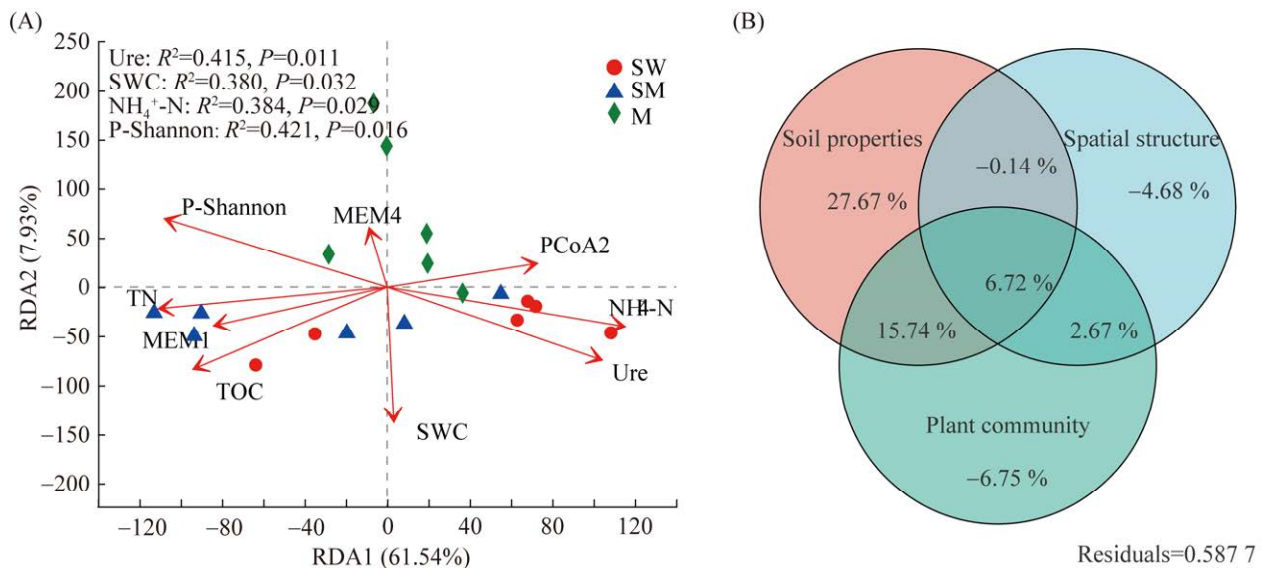 (A)
Ure: R²=0.415, P=0.011
SWC: R²=0.380, P=0.032
NH₄⁺-N: R²=0.384, P=0.029
P-Shannon: R²=0.421, P=0.016
SW
SM
M
250
200
150
100
50
0
−50
−100
−150
−200
RDA2 (7.93%)
P-Shannon
MEM4
PCoA2
TN
NH4-N
MEM1
TOC
Ure
SWC
−120
−80
−40
0
40
80
120
RDA1 (61.54%)
(B)
Soil properties
Spatial structure
−0.14 %
27.67 %
−4.68 %
6.72 %
15.74 %
2.67 %
Plant community
−6.75 %
Residuals=0.587 7